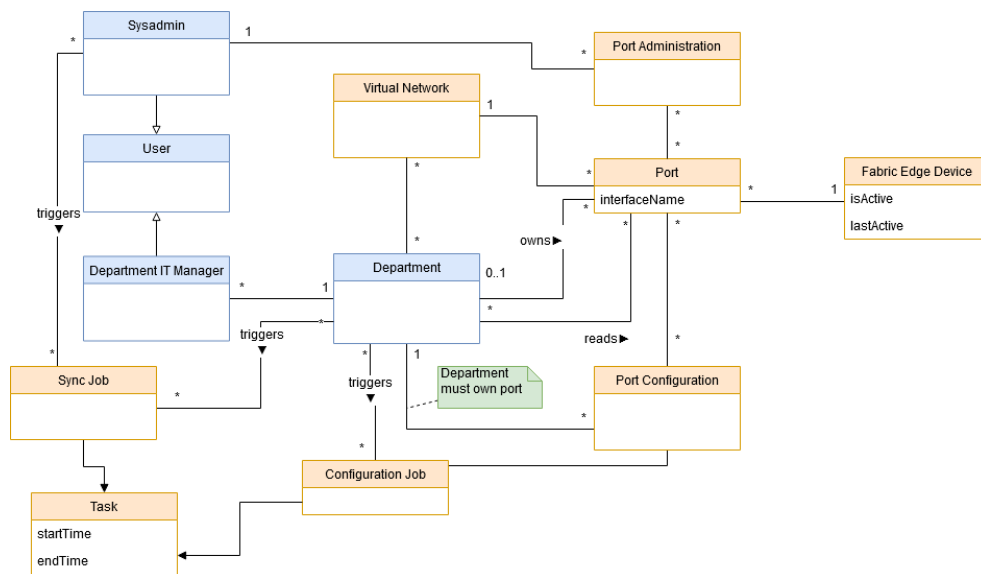 Sysadmin
*
1
*
Port Administration
*
Virtual Network
1
*
User
*
*
Port
interfaceName
*
*
*
*
1
Fabric Edge Device
isActive
lastActive
triggers
owns
*
Department IT Manager
*
1
Department
0..1
*
*
triggers
reads
*
*
1
*
*
Sync Job
*
triggers
Department
must own port
Port Configuration
*
*
Configuration Job
Task
startTime
endTime